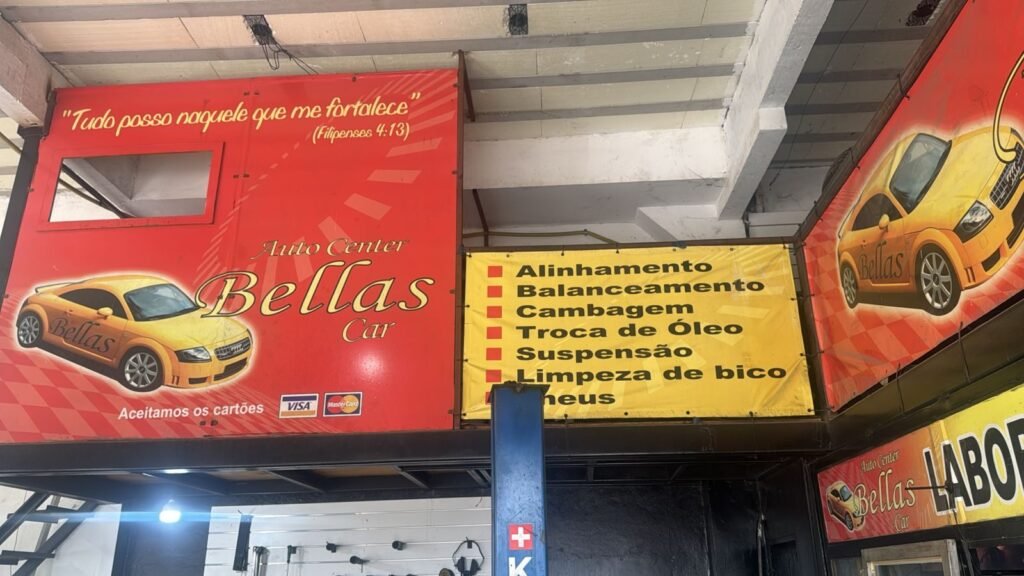 "Tudo posso naquele que me fortalece"
(Filipenses 4:13)
Auto Center
Bellas
Car
Bellas
Aceitamos os cartões
VISA
MasterCard
Alinhamento
Balanceamento
Cambagem
Troca de Óleo
Suspensão
Limpeza de bico
neus
Bellas
Auto Center
Bellas
Car
LABOR
K